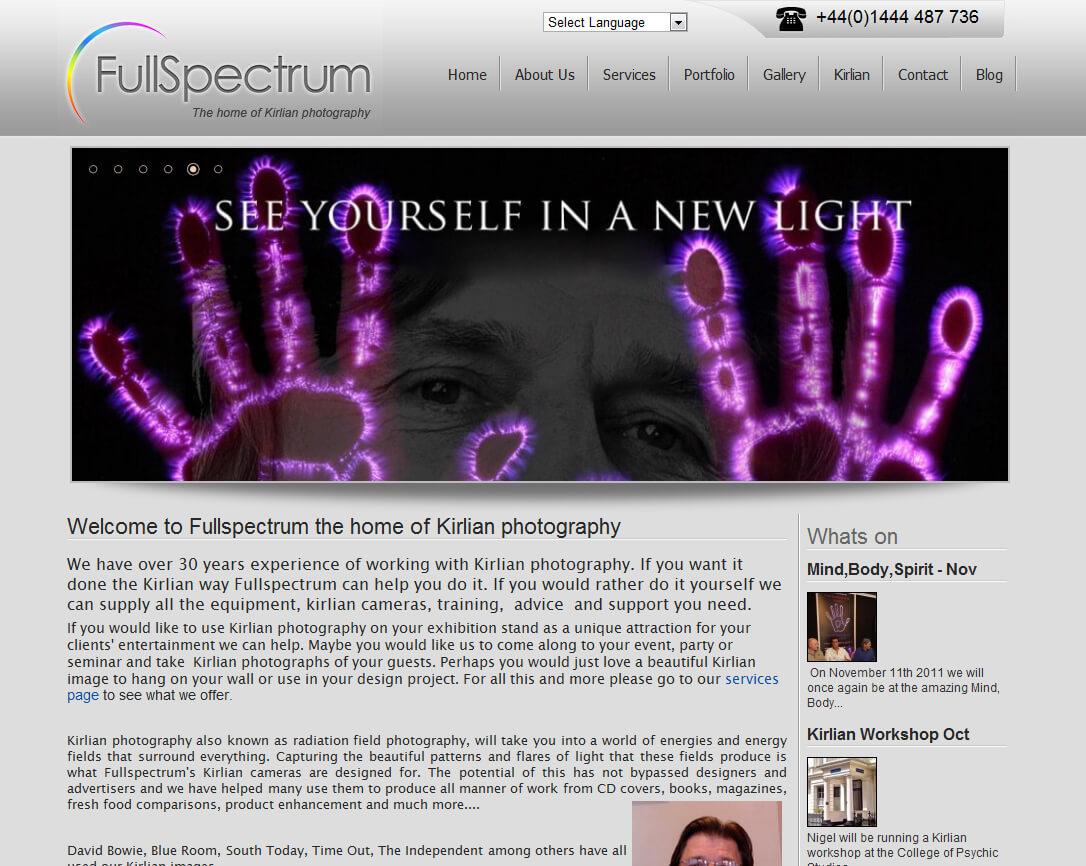 Select Language
+44(0)1444 487 736
FullSpectrum
The home of Kirlian photography
Home
About Us
Services
Portfolio
Gallery
Kirlian
Contact
Blog
SEE YOURSELF IN A NEW LIGHT
Welcome to Fullspectrum the home of Kirlian photography
We have over 30 years experience of working with Kirlian photography. If you want it
done the Kirlian way Fullspectrum can help you do it. If you would rather do it yourself we
can supply all the equipment, kirlian cameras, training, advice and support you need.
If you would like to use Kirlian photography on your exhibition stand as a unique attraction for your
clients' entertainment we can help. Maybe you would like us to come along to your event, party or
seminar and take Kirlian photographs of your guests. Perhaps you would just love a beautiful Kirlian
image to hang on your wall or use in your design project. For all this and more please go to our services
page to see what we offer.
Kirlian photography also known as radiation field photography, will take you into a world of energies and energy
fields that surround everything. Capturing the beautiful patterns and flares of light that these fields produce is
what Fullspectrum's Kirlian cameras are designed for. The potential of this has not bypassed designers and
advertisers and we have helped many use them to produce all manner of work from CD covers, books, magazines,
fresh food comparisons, product enhancement and much more....
David Bowie, Blue Room, South Today, Time Out, The Independent among others have all
used our Kirlian images
Whats on
Mind,Body,Spirit - Nov
On November 11th 2011 we will
once again be at the amazing Mind,
Body...
Kirlian Workshop Oct
Nigel will be running a Kirlian
workshop at the College of Psychic
Studies